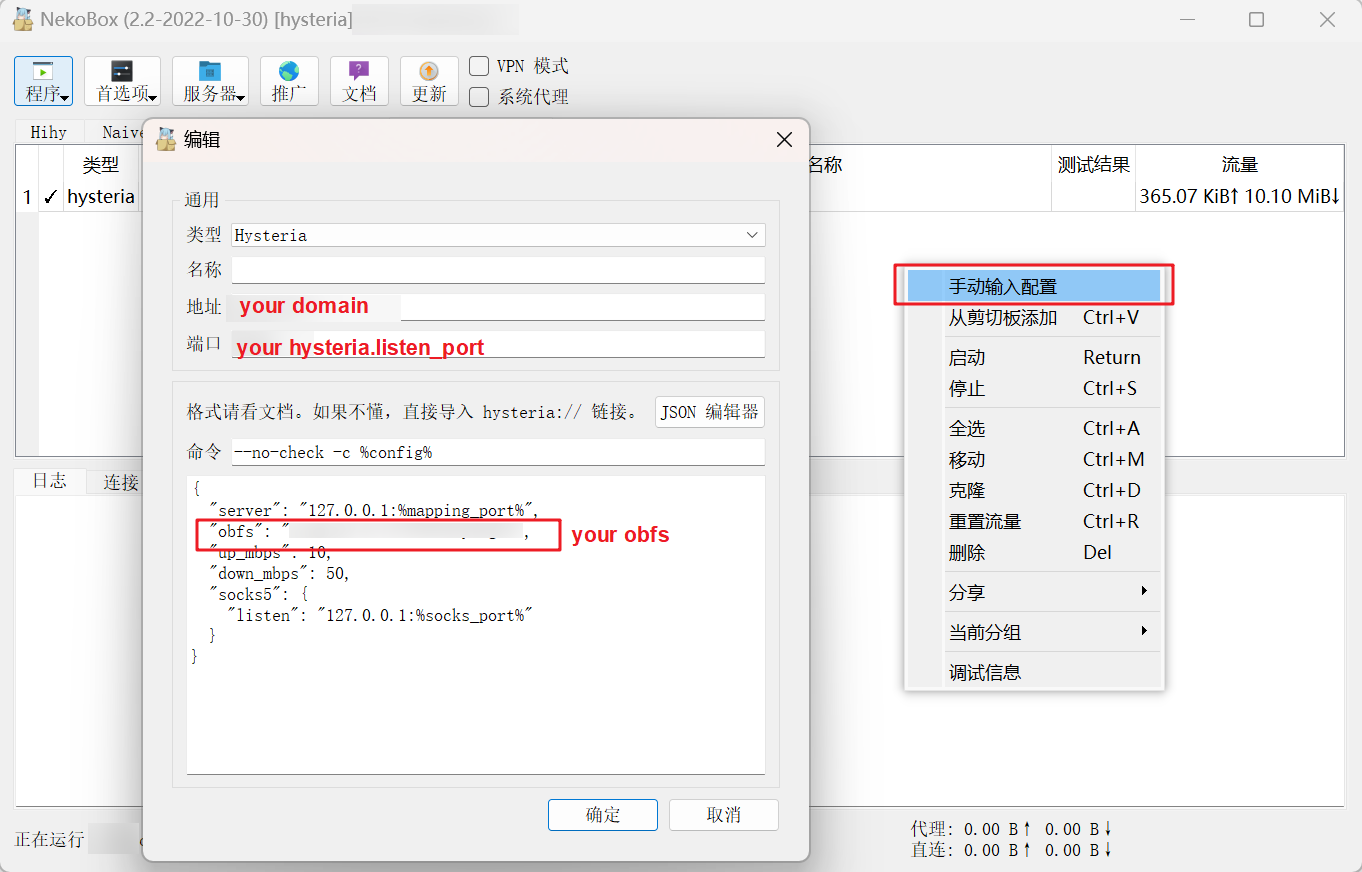 NekoBox (2.2-2022-10-30) [hysteria]
程序
首选项
服务器
推广
文档
更新
VPN 模式
系统代理
Hihy
Naive
类型
名称
测试结果
流量
1 ✓ hysteria
365.07 KiB↑ 10.10 MiB↓
编辑
通用
类型 Hysteria
名称
地址 your domain
端口 your hysteria.listen_port
格式请看文档。如果不懂，直接导入 hysteria:// 链接。
JSON 编辑器
命令 --no-check -c %config%
{
"server": "127.0.0.1:%mapping_port%",
"obfs": " ,
your obfs
"up_mbps": 10,
"down_mbps": 50,
"socks5": {
"listen": "127.0.0.1:%socks_port%"
}
}
确定
取消
手动输入配置
从剪切板添加 Ctrl+V
启动 Return
停止 Ctrl+S
全选 Ctrl+A
移动 Ctrl+M
克隆 Ctrl+D
重置流量 Ctrl+R
删除 Del
分享
当前分组
调试信息
日志
连接
正在运行
代理: 0.00 B↑ 0.00 B↓
直连: 0.00 B↑ 0.00 B↓